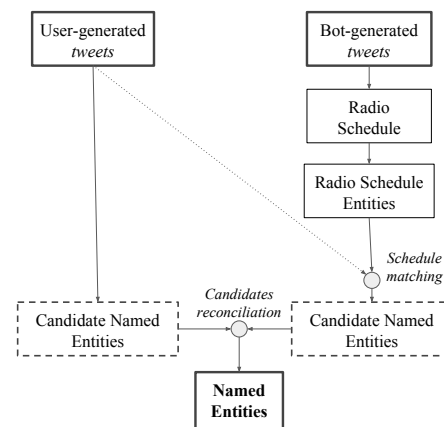 User-generated
tweets
Bot-generated
tweets
Radio
Schedule
Radio Schedule
Entities
Schedule
matching
Candidates
reconciliation
Candidate Named
Entities
Candidate Named
Entities
Named
Entities